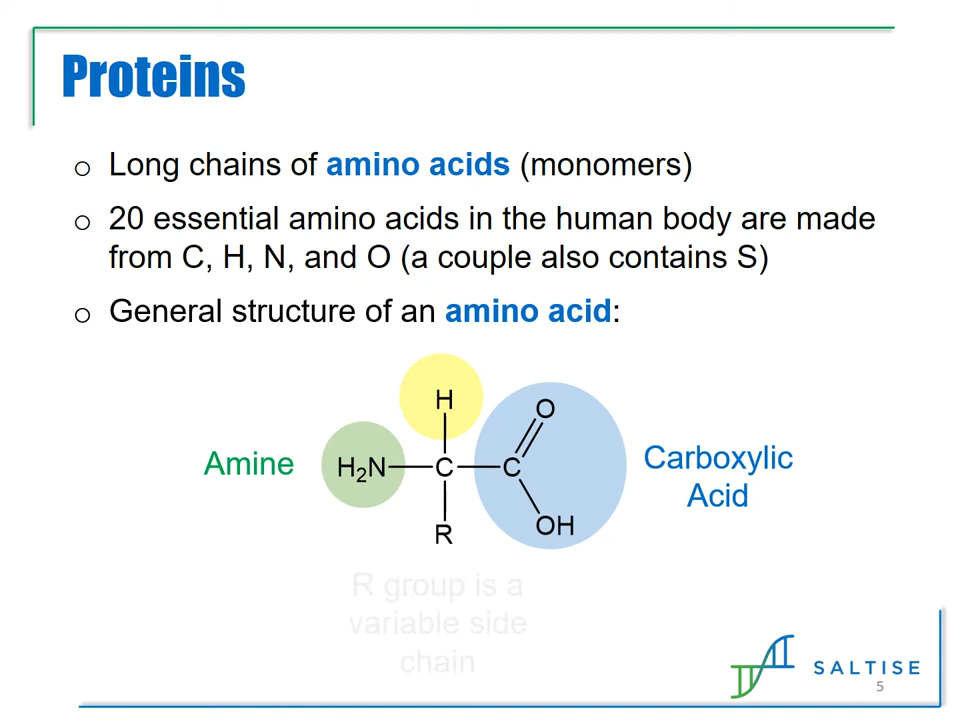 Proteins
o Long chains of amino acids (monomers)
o 20 essential amino acids in the human body are made
from C, H, N, and O (a couple also contains S)
o General structure of an amino acid:
H
O
Amine
H₂N
C
C
Carboxylic
Acid
OH
R
R group is a
variable side
chain
SALTISE
5